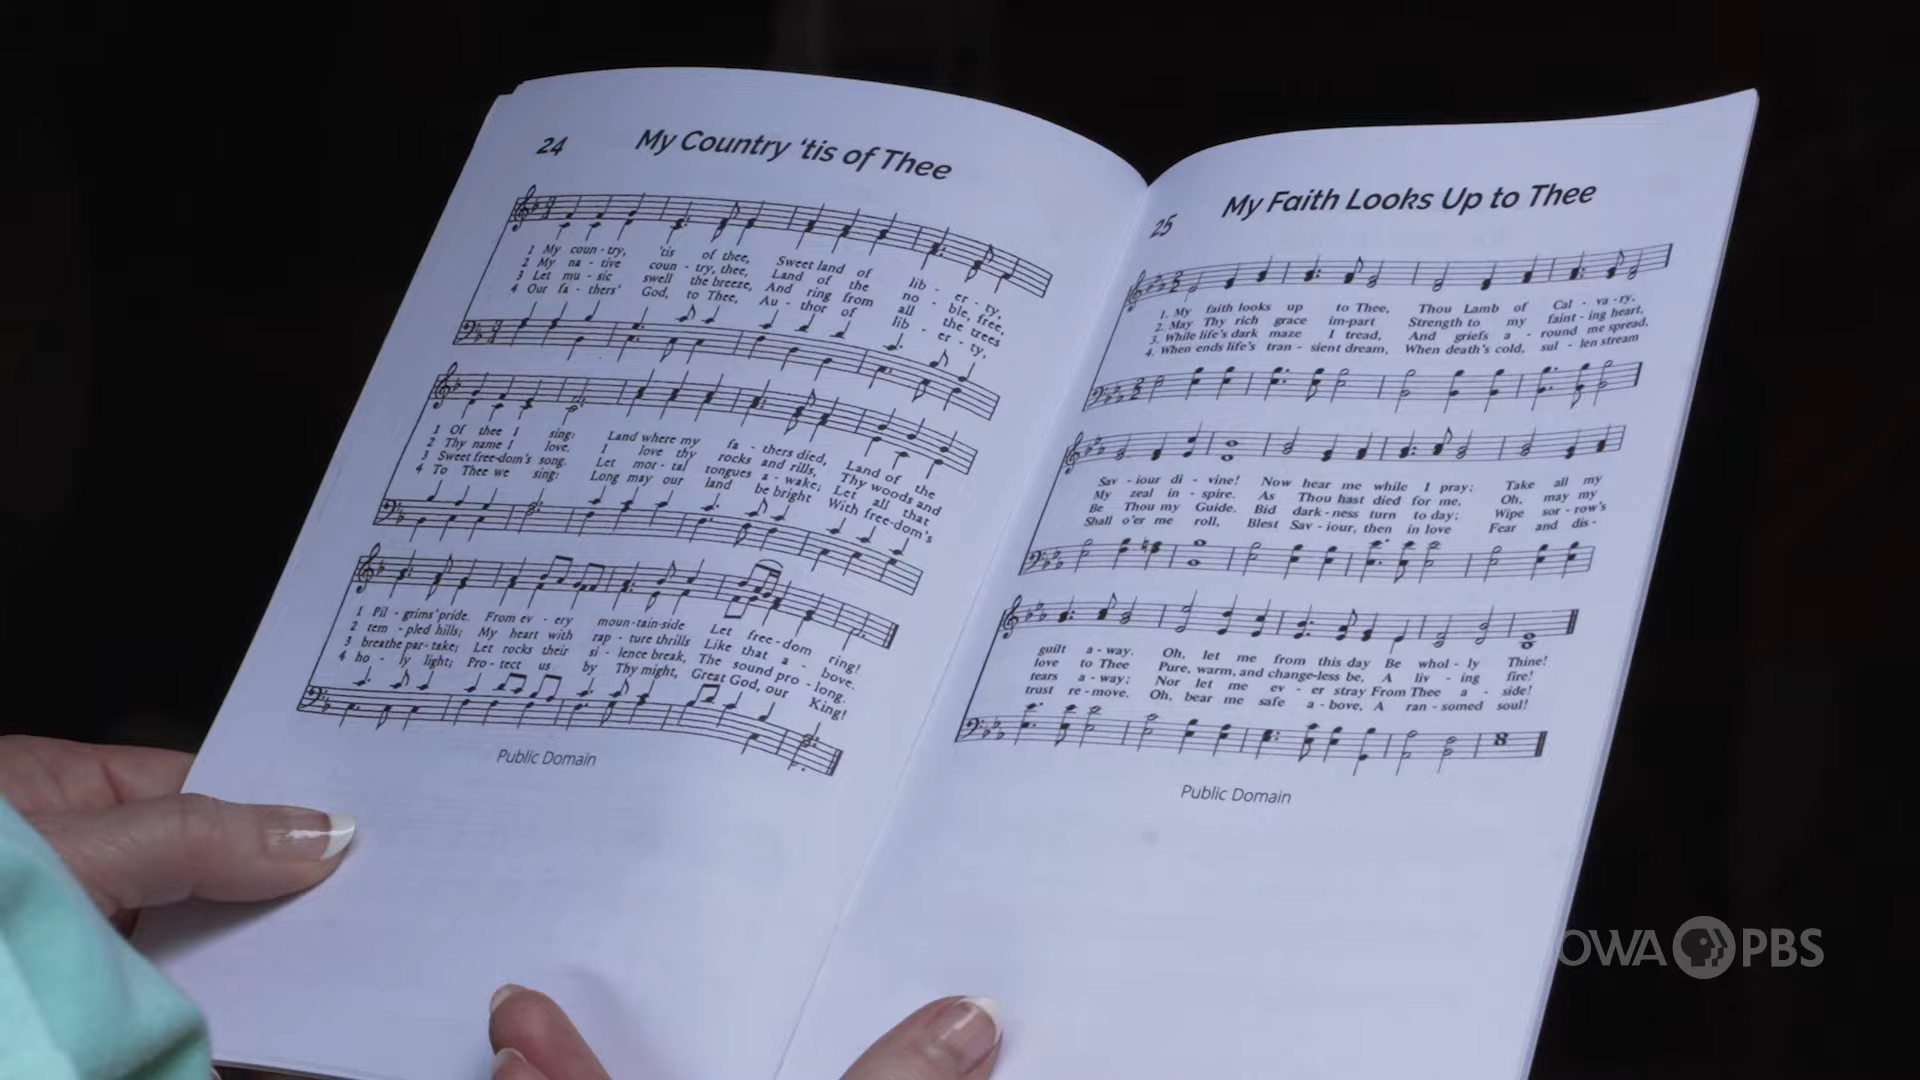 24 My Country ‘tis of Thee
1 My coun - try, 'tis of thee, Sweet land of lib - er - ty,
2 My na - tive coun - try, thee, Land of the no - ble, free,
3 Let mu - sic swell the breeze, And ring from all the trees
4 Our fa - thers' God, to Thee, Au - thor of lib - er - ty,
1 Of thee I sing: Land where my fa - thers died, Land of the
2 Thy name I love. I love thy rocks and rills, Thy woods and
3 Sweet free-dom's song. Let mor - tal tongues a - wake; Let all that
4 To Thee we sing: Long may our land be bright With free-dom's
1 Pil - grims' pride. From ev - ery moun-tain-side Let free-dom ring!
2 tem - pled hills; My heart with rap - ture thrills Like that a - bove.
3 breathe par-take; Let rocks their si - lence break, The sound pro - long.
4 ho - ly light; Pro - tect us by Thy might, Great God, our King!
Public Domain
25 My Faith Looks Up to Thee
1. My faith looks up to Thee, Thou Lamb of Cal - va - ry,
2. May Thy rich grace im-part Strength to my faint - ing heart,
3. While life's dark maze I tread, And griefs a - round me spread,
4. When ends life's tran - sient dream, When death's cold, sul - len stream
Sav - iour di - vine! Now hear me while I pray; Take all my
My zeal in - spire. As Thou hast died for me, Oh, may my
Be Thou my Guide. Bid dark - ness turn to day; Wipe sor - row's
Shall o'er me roll, Blest Sav - iour, then in love Fear and dis -
guilt a - way. Oh, let me from this day Be whol - ly Thine!
love to Thee Pure, warm, and change-less be, A liv - ing fire!
tears a - way; Nor let me ev - er stray From Thee a - side!
trust re - move. Oh, bear me safe a - bove, A ran - somed soul!
Public Domain
IOWA PBS